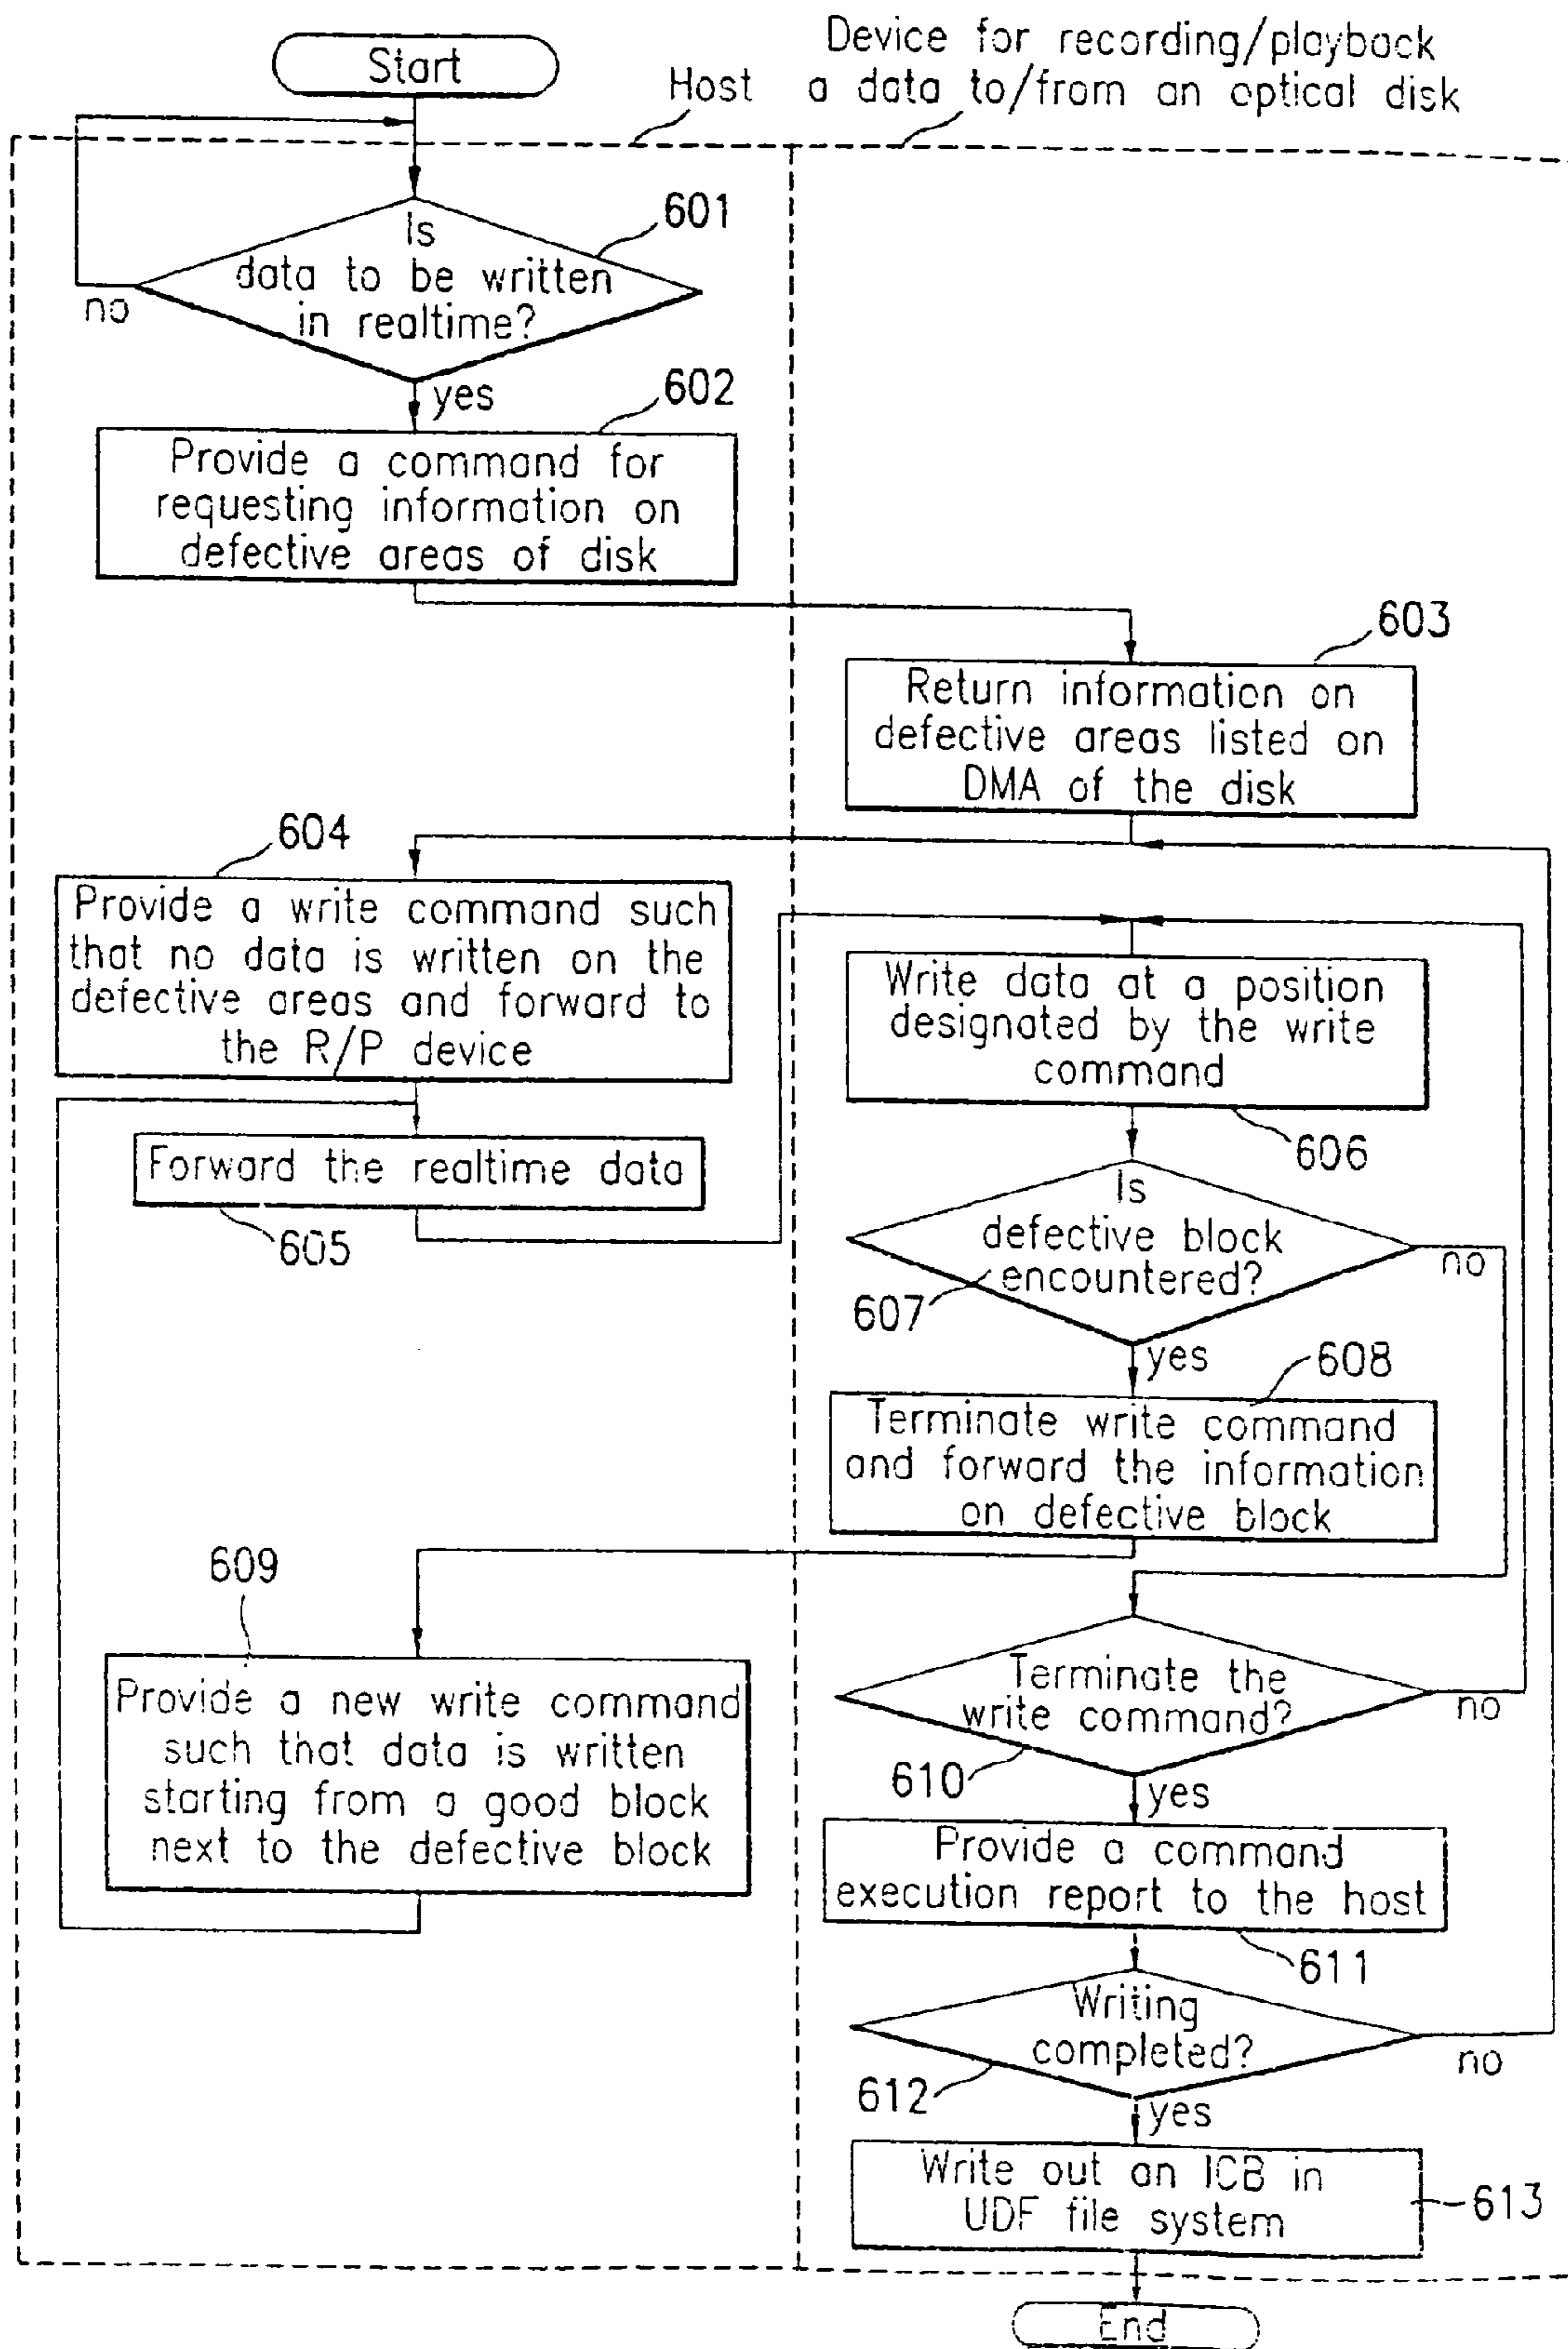 Start
Host
Device for recording/playback
a data to/from an optical disk
601
Is
data to be written
in realtime?
no
yes
602
Provide a command for
requesting information on
defective areas of disk
603
Return information on
defective areas listed on
DMA of the disk
604
Provide a write command such
that no data is written on the
defective areas and forward to
the R/P device
Forward the realtime data
605
Write data at a position
designated by the write
command
606
Is
defective block
encountered?
no
607
yes
608
Terminate write command
and forward the information
on defective block
609
Provide a new write command
such that data is written
starting from a good block
next to the defective block
Terminate the
write command?
no
610
yes
Provide a command
execution report to the host
611
Writing
completed?
no
612
yes
Write out an ICB in
UDF file system
613
End